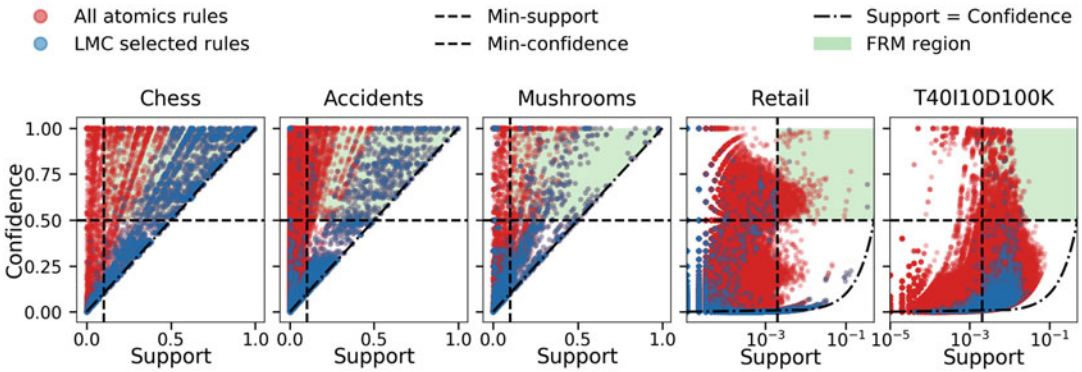 All atomics rules
LMC selected rules
Min-support
Min-confidence
Support = Confidence
FRM region
Chess
Accidents
Mushrooms
Retail
T40I10D100K
Confidence
1.00
0.75
0.50
0.25
0.00
0.0 0.5 1.0
0.0 0.5 1.0
0.0 0.5 1.0
10⁻³ 10⁻¹
10⁻⁵ 10⁻³ 10⁻¹
Support
Support
Support
Support
Support